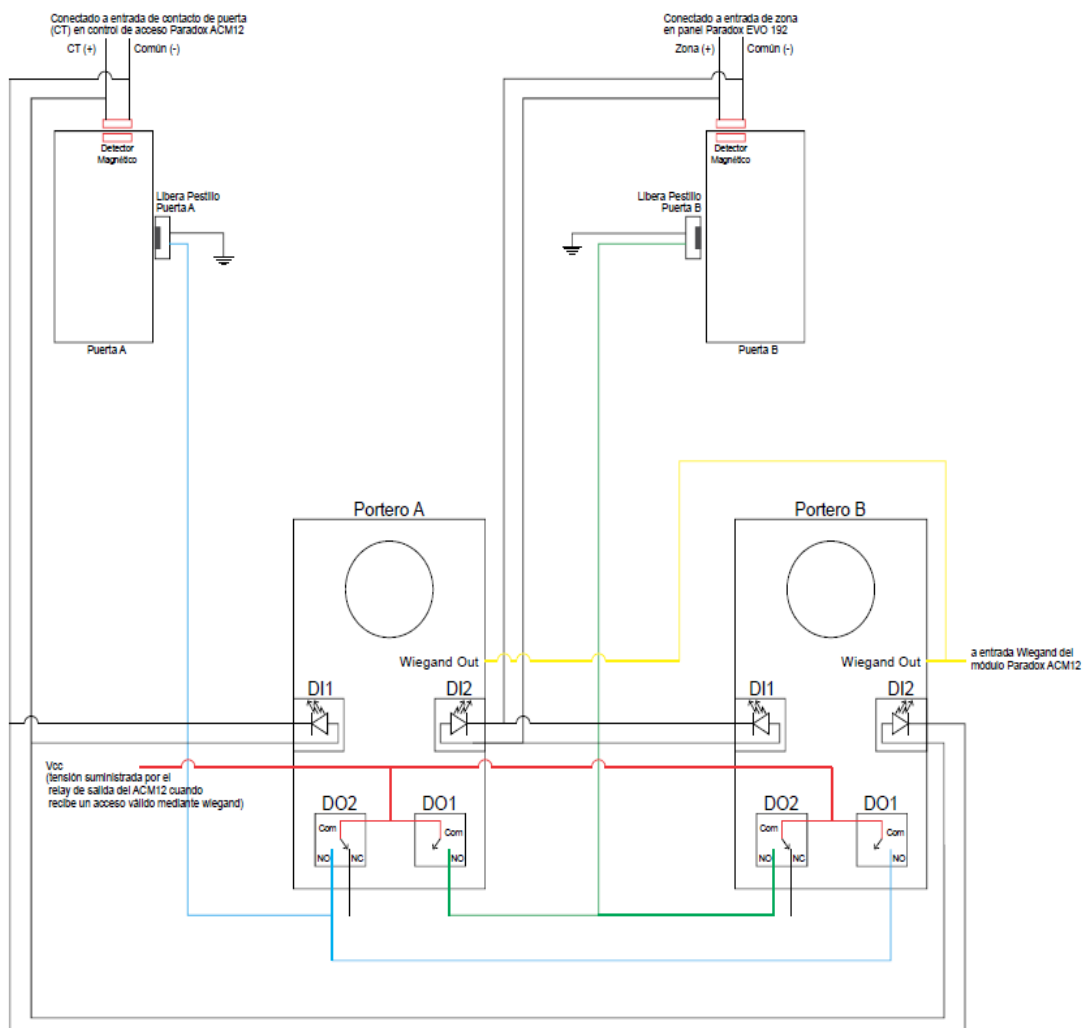 Conectado a entrada de contacto de puerta
(CT) en control de acceso Paradox ACM12
CT (+)
Común (-)
Conectado a entrada de zona
en panel Paradox EVO 192
Zona (+)
Común (-)
Detector
Magnético
Detector
Magnético
Libera Pestillo
Puerta A
Libera Pestillo
Puerta B
Puerta A
Puerta B
Portero A
Portero B
Wiegand Out
Wiegand Out
a entrada Wiegand del
módulo Paradox ACM12
DI1
DI2
DI1
DI2
Vcc
(tensión suministrada por el
relay de salida del ACM12 cuando
recibe un acceso válido mediante wiegand)
DO2
DO1
DO2
DO1
Com
Com
Com
Com
NO
NC
NO
NO
NC
NO